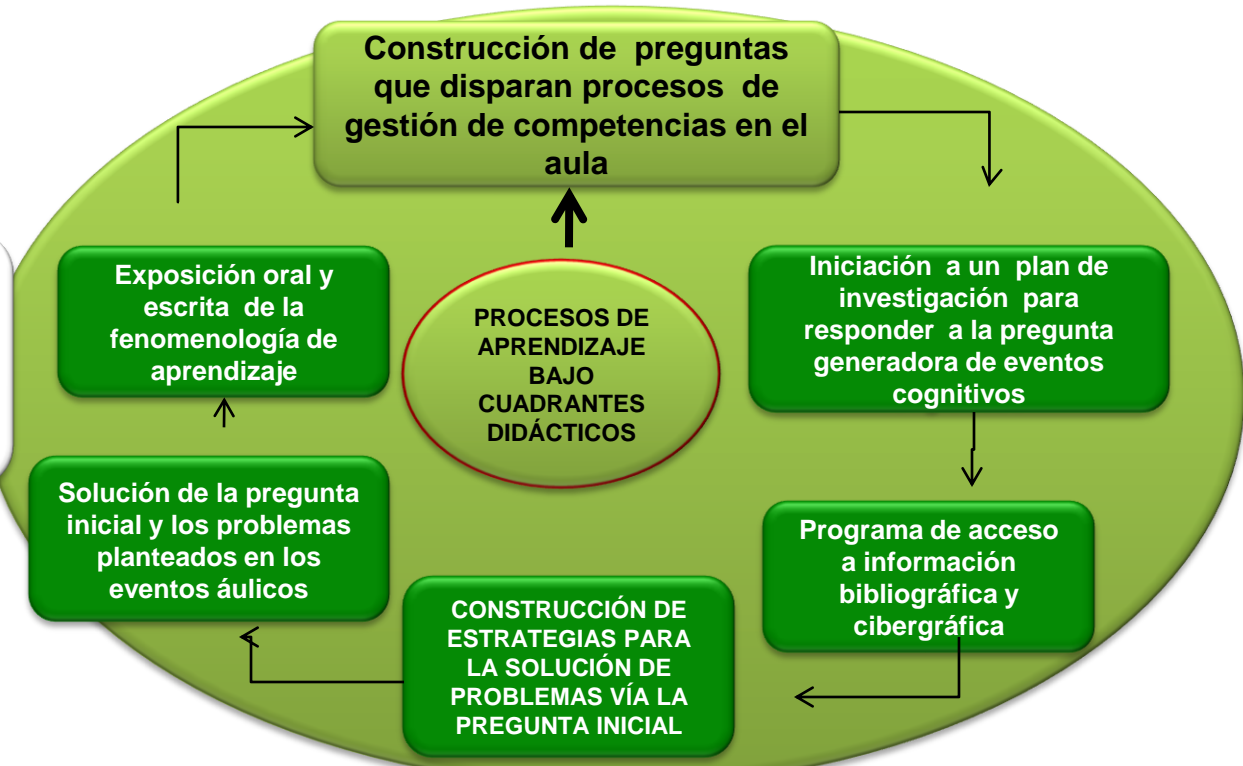 Construcción de preguntas
que disparan procesos de
gestión de competencias en el
aula
Iniciación a un plan de
investigación para
responder a la pregunta
generadora de eventos
cognitivos
Programa de acceso
a información
bibliográfica y
cibergráfica
CONSTRUCCIÓN DE
ESTRATEGIAS PARA
LA SOLUCIÓN DE
PROBLEMAS VÍA LA
PREGUNTA INICIAL
Solución de la pregunta
inicial y los problemas
planteados en los
eventos áulicos
Exposición oral y
escrita de la
fenomenología de
aprendizaje
PROCESOS DE
APRENDIZAJE
BAJO
CUADRANTES
DIDÁCTICOS